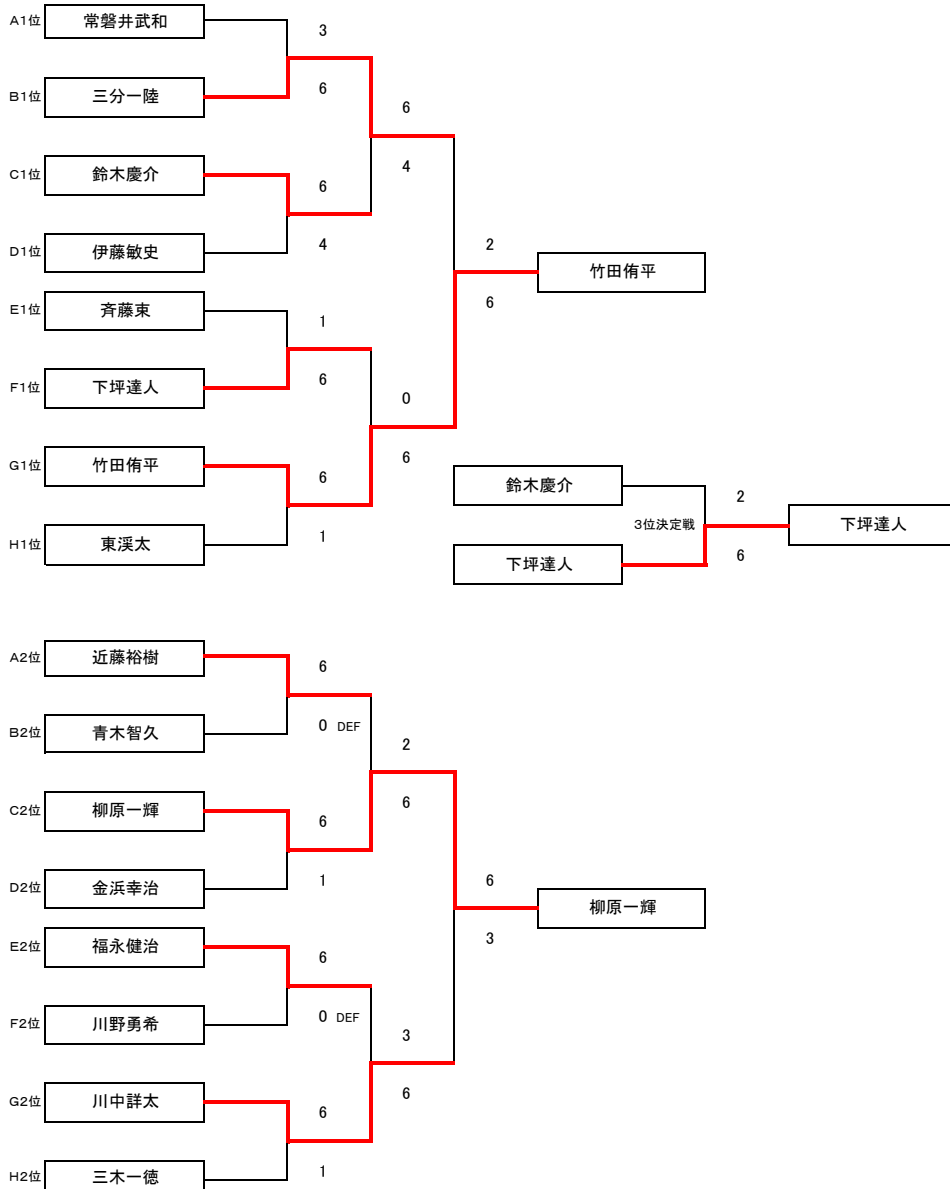 A1位 常磐井武和
3
6
B1位 三分一陸
6
4
C1位 鈴木慶介
6
4
D1位 伊藤敏史
2
6
竹田侑平
E1位 斉藤東
1
6
F1位 下坪達人
0
6
G1位 竹田侑平
6
1
H1位 東渓太
鈴木慶介
3位決定戦
2
6
下坪達人
下坪達人
A2位 近藤裕樹
6
0 DEF
B2位 青木智久
2
6
C2位 柳原一輝
6
1
D2位 金浜幸治
6
3
柳原一輝
E2位 福永健治
6
0 DEF
F2位 川野勇希
3
6
G2位 川中詳太
6
1
H2位 三木一徳